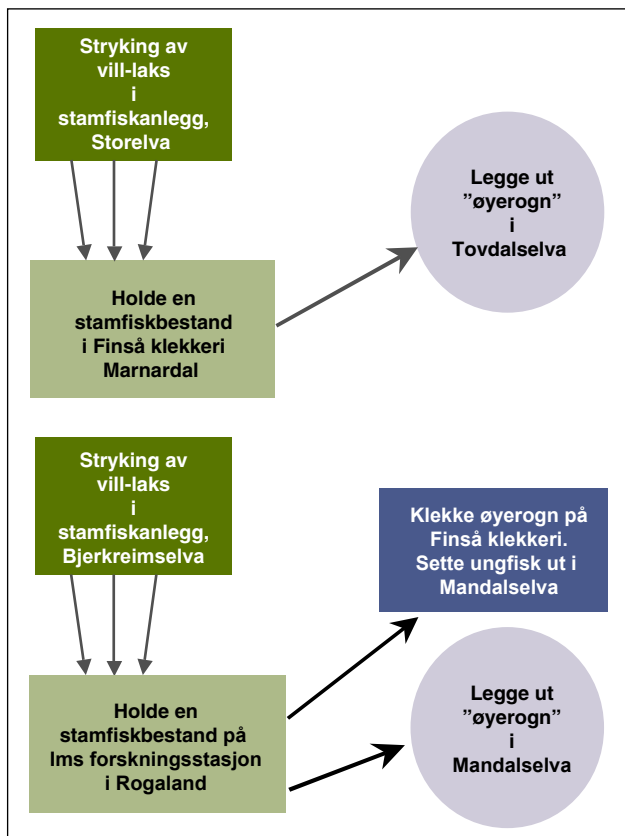 Stryking av
vill-laks
i
stamfiskanlegg,
Storelva
Legge ut
”øyerogn”
i
Tovdalselva
Holde en
stamfiskbestand
i Finså klekkeri
Marnardal
Stryking av
vill-laks
i
stamfiskanlegg,
Bjerkreimselva
Klekke øyerogn på
Finså klekkeri.
Sette ungfisk ut i
Mandalselva
Holde en
stamfiskbestand på
Ims forskningsstasjon
i Rogaland
Legge ut
”øyerogn”
i
Mandalselva